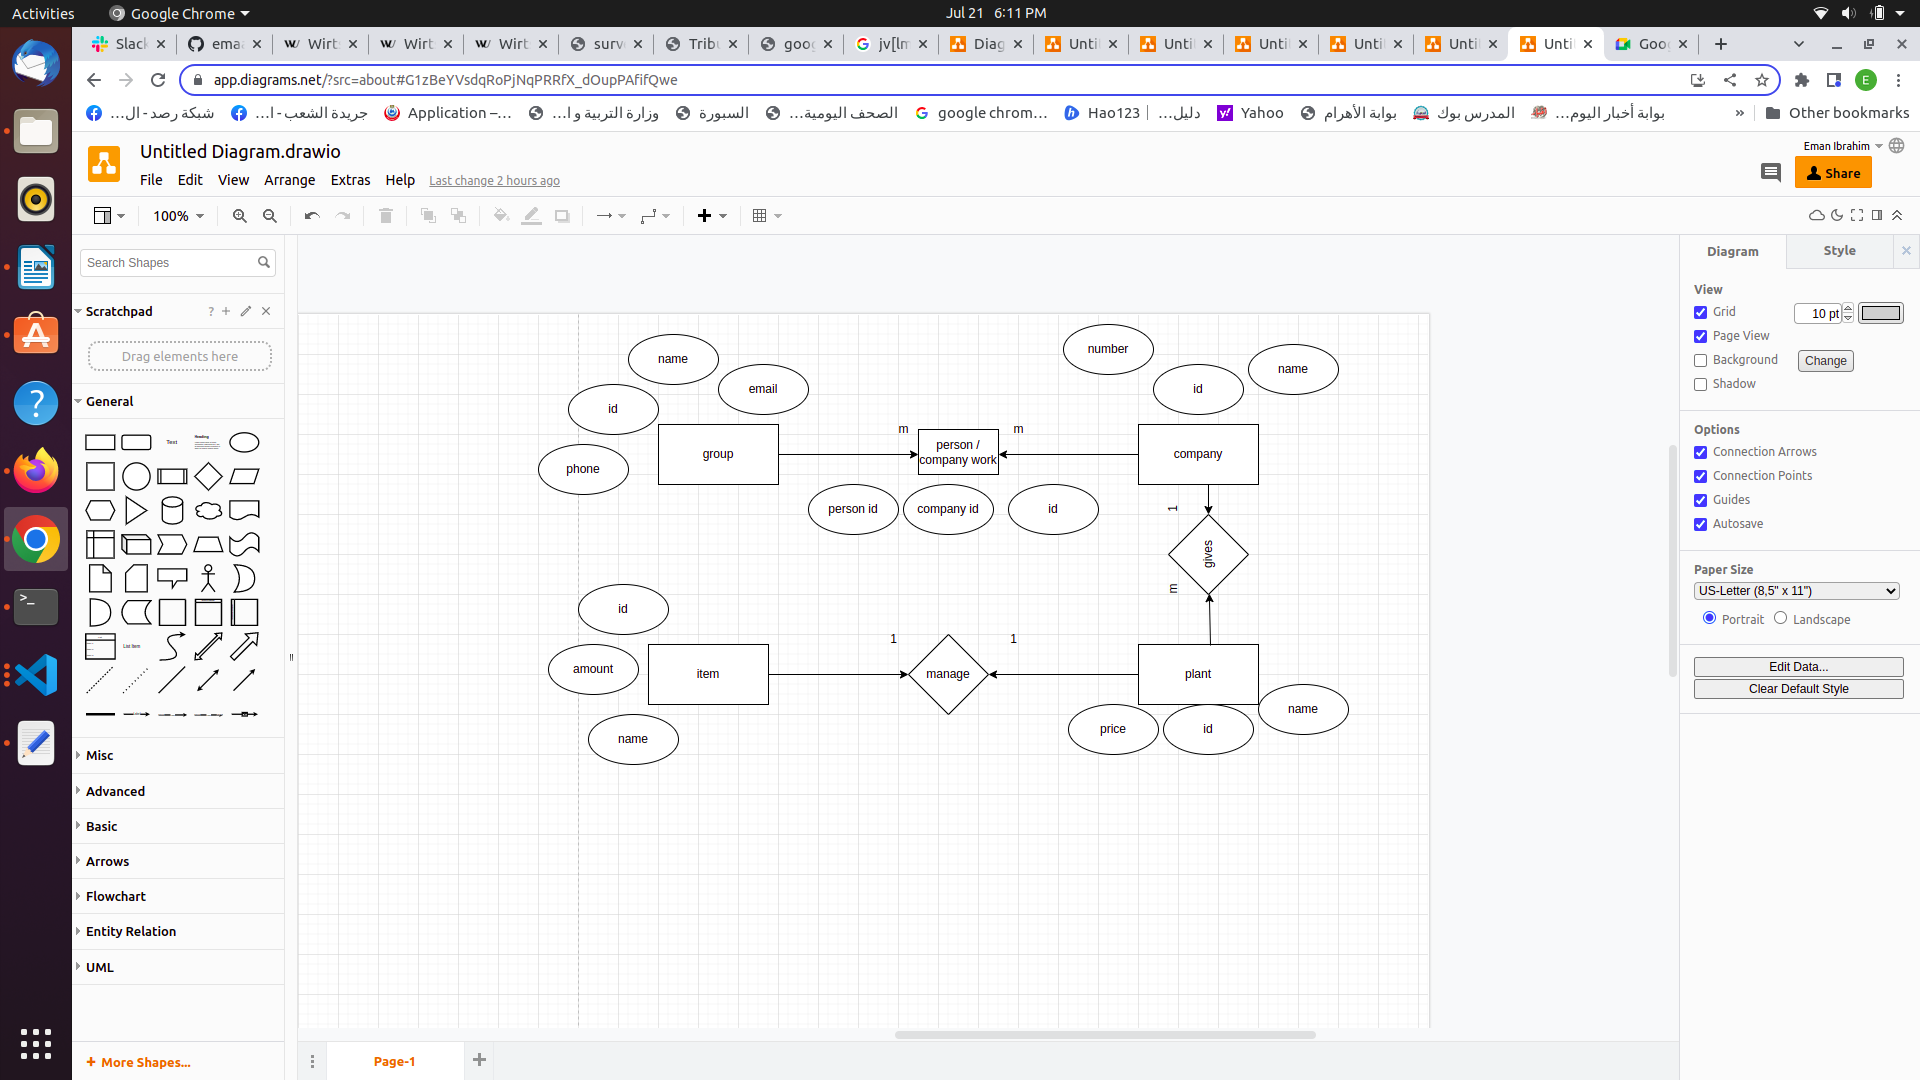 Activities
Google Chrome
Jul 21 6:11 PM
Slack
emaa
Wirt
Wirt
Wirt
surv
Tribu
goog
jv[lm
Diag
Unti
Unti
Unti
Unti
Unti
Unti
Goog
app.diagrams.net/?src=about#G1zBeYVsdqRoPjNqPRRfX_dOupPAfifQwe
E
شبكة رصد - ال...
جريدة الشعب - ا...
Application –...
وزارة التربية و ا...
السبورة
الصحف اليومية...
google chrom...
Hao123
دليل...
Yahoo
بوابة الأهرام
المدرس بوك
بوابة أخبار اليوم...
»
Other bookmarks
Untitled Diagram.drawio
Eman Ibrahim
File
Edit
View
Arrange
Extras
Help
Last change 2 hours ago
Share
100%
Search Shapes
Scratchpad
?
Drag elements here
General
Text
Heading
List Item
Misc
Advanced
Basic
Arrows
Flowchart
Entity Relation
UML
+ More Shapes...
name
email
id
phone
group
m
person /
company work
m
person id
company id
id
number
id
name
company
1
gives
m
id
amount
item
name
1
manage
1
plant
price
id
name
Page-1
Diagram
Style
View
Grid
10 pt
Page View
Background
Change
Shadow
Options
Connection Arrows
Connection Points
Guides
Autosave
Paper Size
US-Letter (8,5" x 11")
Portrait
Landscape
Edit Data...
Clear Default Style